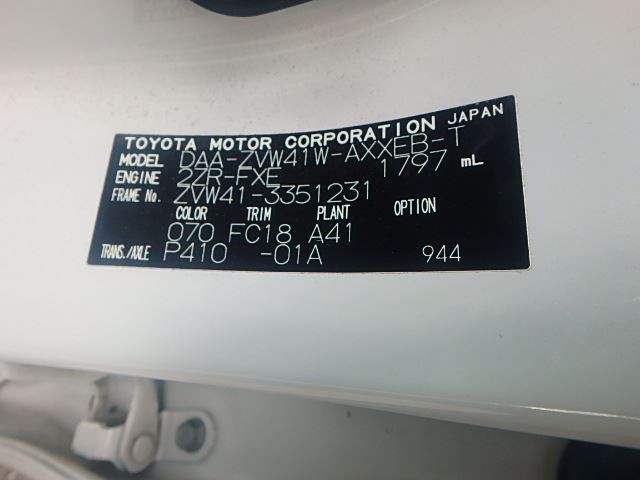 TOYOTA MOTOR CORPORATION JAPAN
MODEL DAA-ZVW41W-AXXEB-T
ENGINE 2ZR-FXE 1797 mL
FRAME No. ZVW41-3351231
COLOR TRIM PLANT OPTION
070 FC18 A41
TRANS./AXLE P410 -01A 944